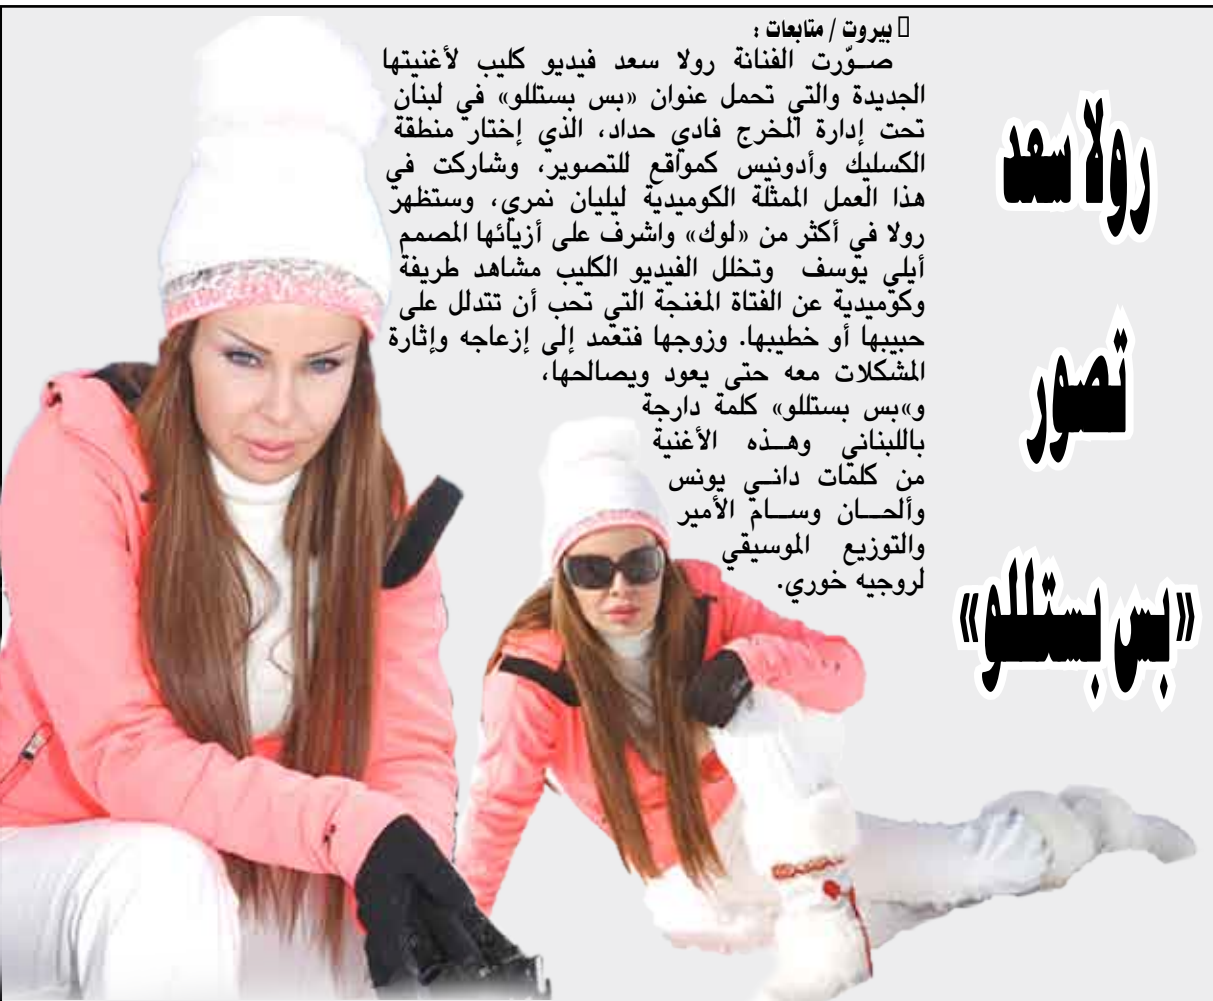 رولا سعد
تصور
«بس بستللو»
بيروت / متابعات :
صــوّرت الفنانة رولا سعد فيديو كليب لأغنيتها
الجديدة والتي تحمل عنوان «بس بستللو» في لبنان
تحت إدارة المخرج فادي حداد، الذي إختار منطقة
الكسليك وأدونيس كمواقع للتصوير، وشاركت في
هذا العمل الممثلة الكوميدية ليليان نمري، وستظهر
رولا في أكثر من «لوك» واشرف على أزيائها المصمم
أيلي يوسف وتخلل الفيديو الكليب مشاهد طريفة
وكوميدية عن الفتاة المغنجة التي تحب أن تتدلل على
حبيبها أو خطيبها. وزوجها فتعمد إلى إزعاجه وإثارة
المشكلات معه حتى يعود ويصالحها،
و»بس بستللو» كلمة دارجة
باللبناني وهــذه الأغنية
من كلمات دانــي يونس
وألحـــان وســـام الأمير
والتوزيع الموسيقي
لروجيه خوري.